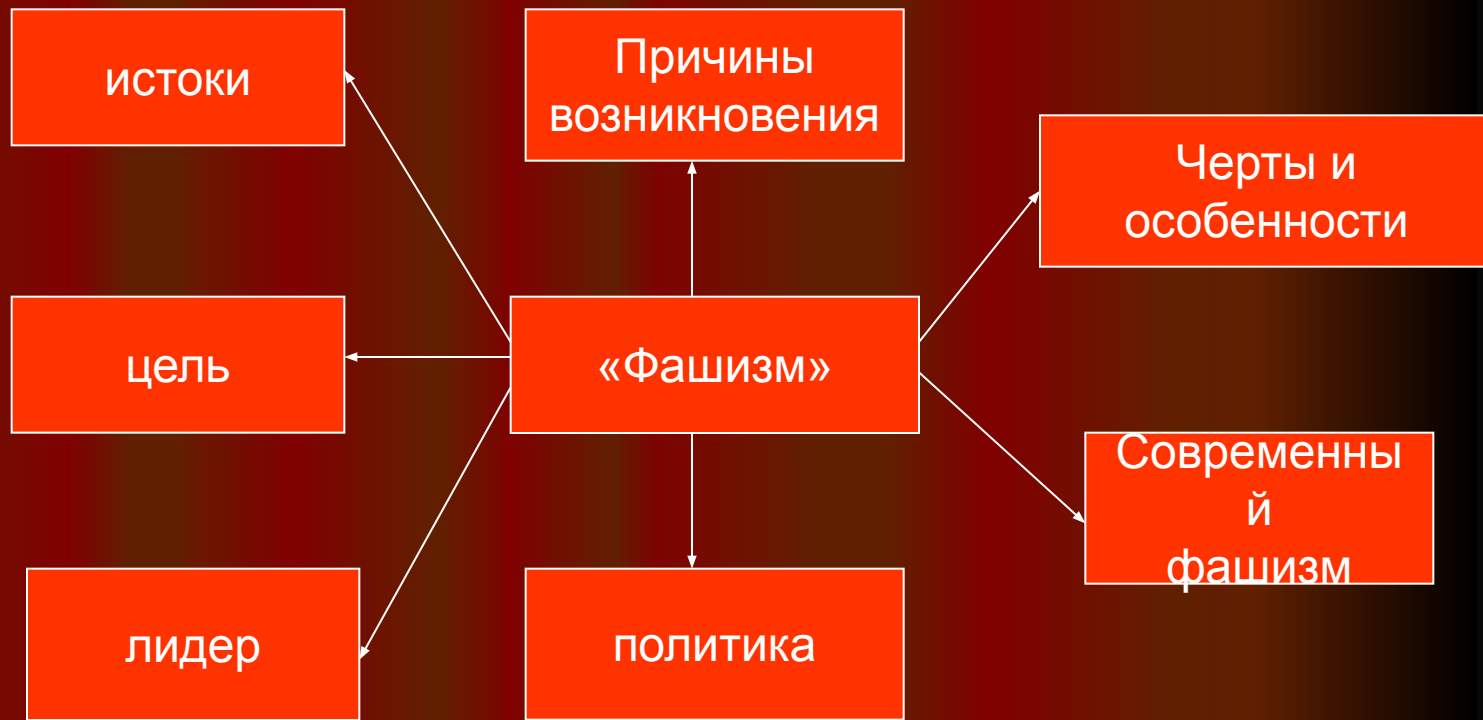 истоки
Причины
возникновения
Черты и
особенности
цель
«Фашизм»
Современны
й
фашизм
лидер
политика